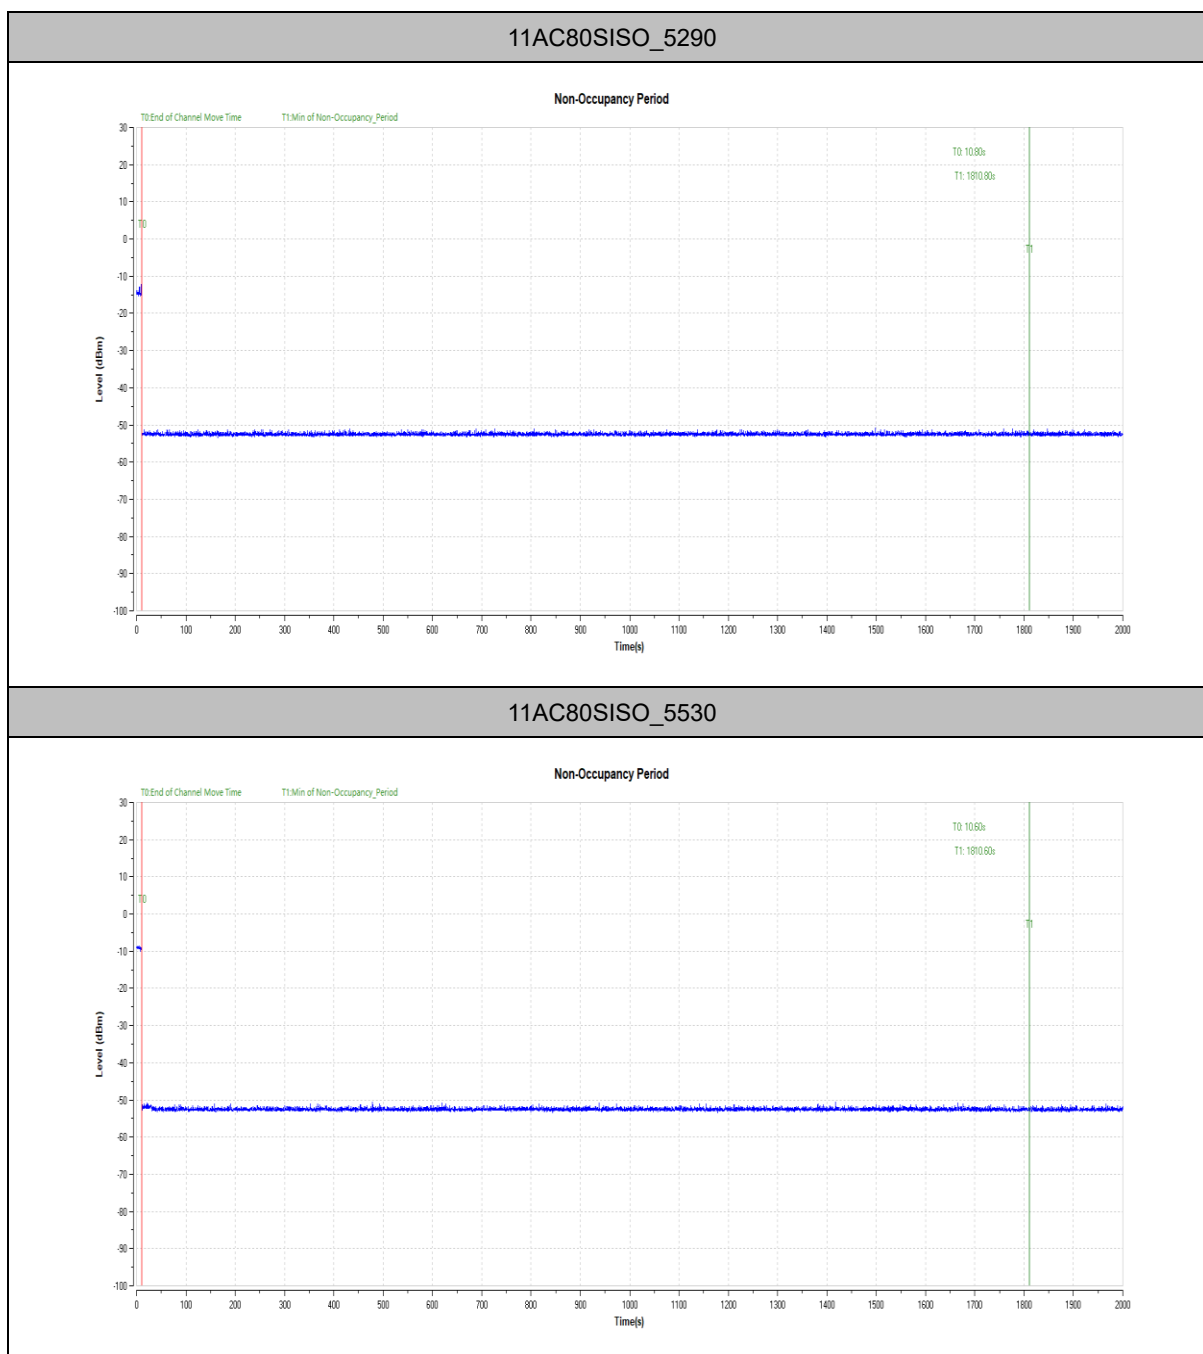 11AC80SISO_5290
Non-Occupancy Period
T0:End of Channel Move Time T1:Min of Non-Occupancy_Period
T0: 10.80s
T1: 1810.80s
T0
T1
30
20
10
0
-10
-20
-30
-40
-50
-60
-70
-80
-90
-100
Level (dBm)
0 100 200 300 400 500 600 700 800 900 1000 1100 1200 1300 1400 1500 1600 1700 1800 1900 2000
Time(s)
11AC80SISO_5530
Non-Occupancy Period
T0:End of Channel Move Time T1:Min of Non-Occupancy_Period
T0: 10.60s
T1: 1810.60s
T0
T1
30
20
10
0
-10
-20
-30
-40
-50
-60
-70
-80
-90
-100
Level (dBm)
0 100 200 300 400 500 600 700 800 900 1000 1100 1200 1300 1400 1500 1600 1700 1800 1900 2000
Time(s)